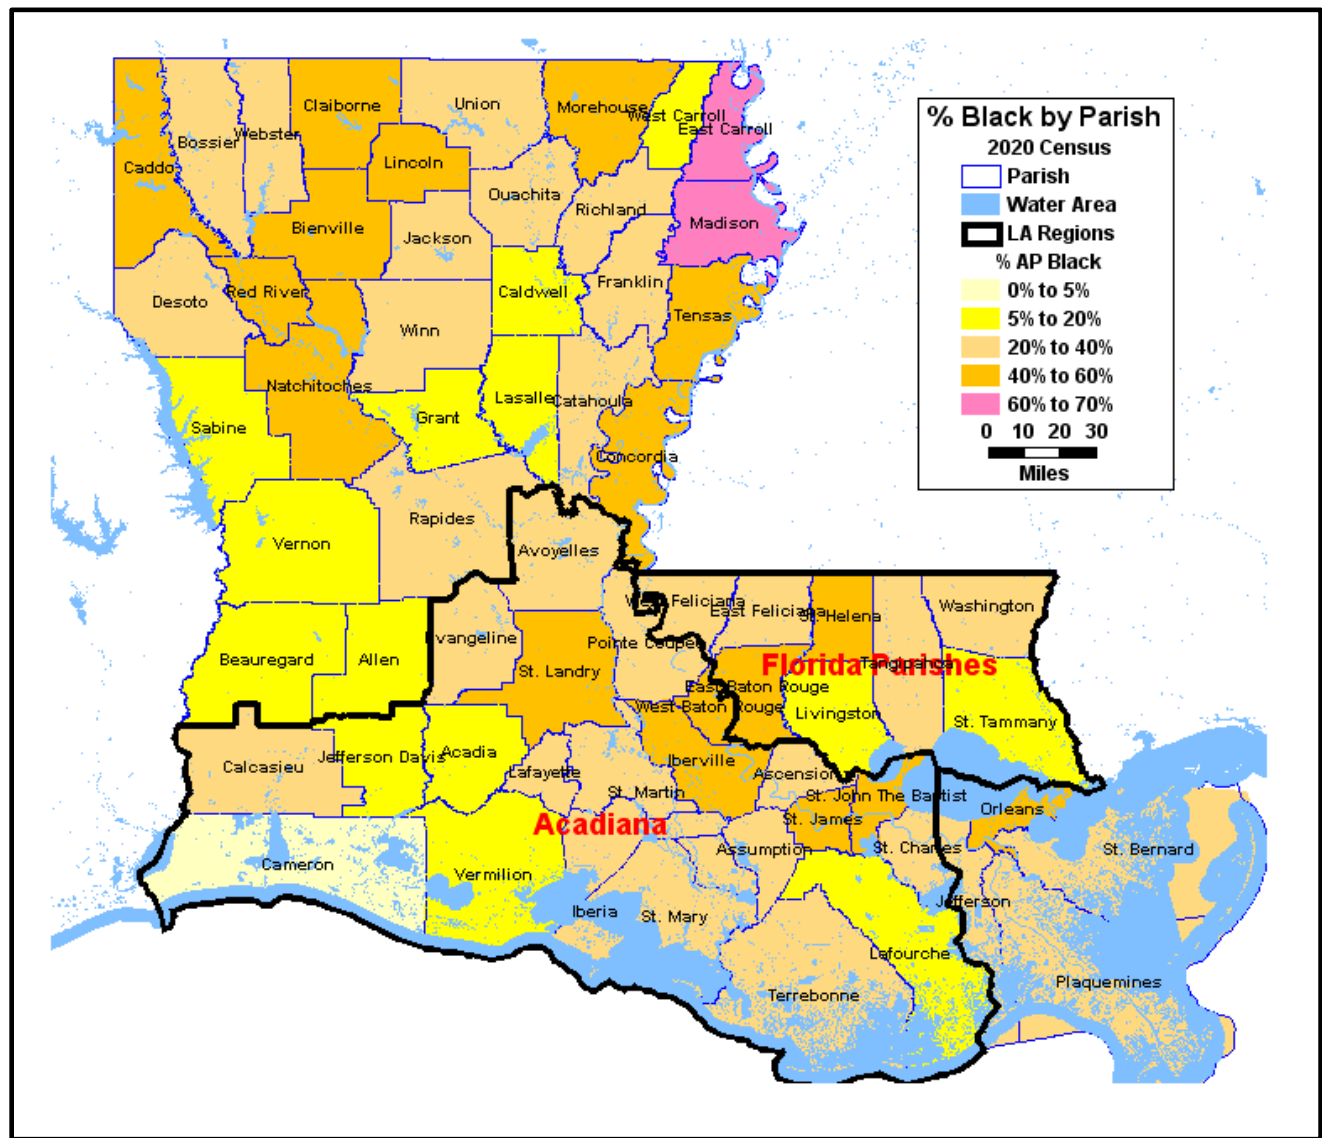 % Black by Parish
2020 Census
Parish
Water Area
LA Regions
% AP Black
0% to 5%
5% to 20%
20% to 40%
40% to 60%
60% to 70%
0 10 20 30
Miles
Caddo
Bossier
Webster
Claiborne
Union
Morehouse
West Carroll
East Carroll
Lincoln
Ouachita
Richland
Madison
Bienville
Jackson
Desoto
Red River
Winn
Caldwell
Franklin
Tensas
Natchitoches
Sabine
Grant
Lasalle
Catahoula
Concordia
Vernon
Rapides
Avoyelles
Beauregard
Allen
vangeline
St. Landry
Pointe Coupee
West Feliciana
East Feliciana
St. Helena
Washington
Florida Parishes
Tangipahoa
East Baton Rouge
West Baton Rouge
Livingston
St. Tammany
Calcasieu
Jefferson Davis
Acadia
Lafayette
St. Martin
Iberville
Ascension
St. John The Baptist
St. James
Orleans
Acadiana
Assumption
St. Charles
St. Bernard
Cameron
Vermilion
Iberia
St. Mary
Jefferson
Lafourche
Terrebonne
Plaquemines